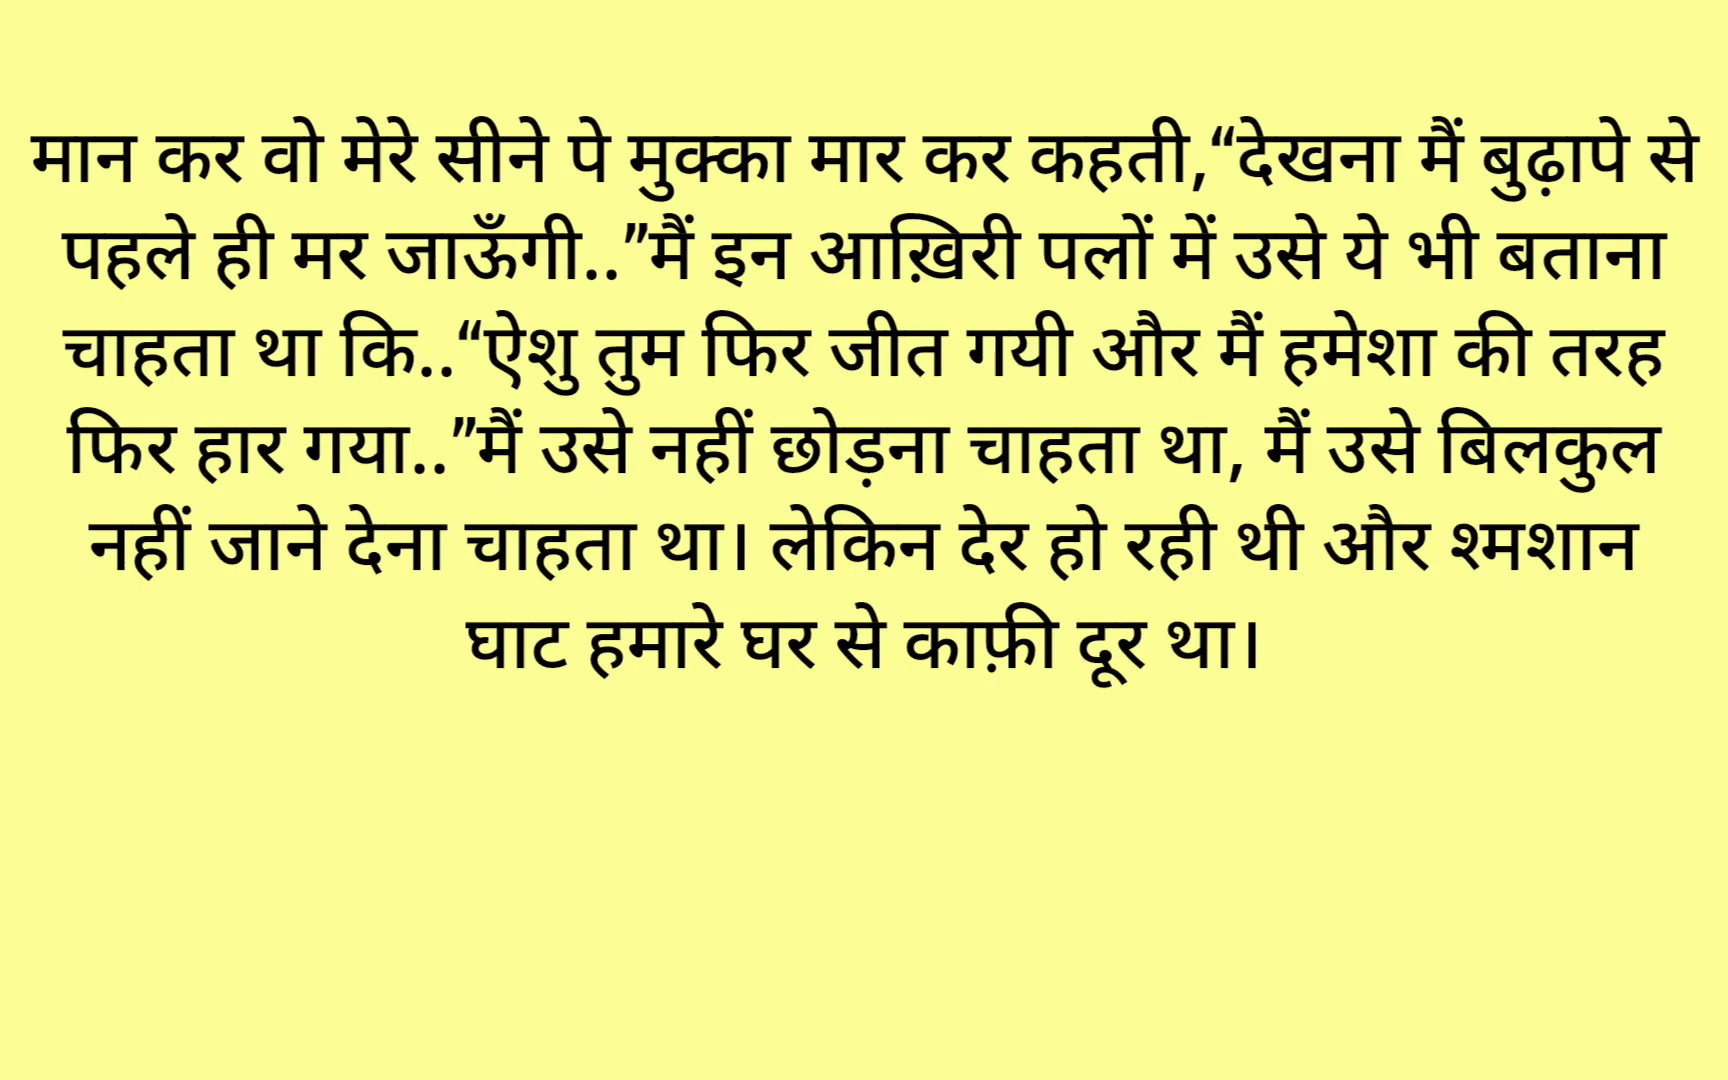 मान कर वो मेरे सीने पे मुक्का मार कर कहती,“देखना मैं बुढ़ापे से
पहले ही मर जाऊँगी..”मैं इन आख़िरी पलों में उसे ये भी बताना
चाहता था कि..“ऐशु तुम फिर जीत गयी और मैं हमेशा की तरह
फिर हार गया..”मैं उसे नहीं छोड़ना चाहता था, मैं उसे बिलकुल
नहीं जाने देना चाहता था। लेकिन देर हो रही थी और श्मशान
घाट हमारे घर से काफ़ी दूर था।